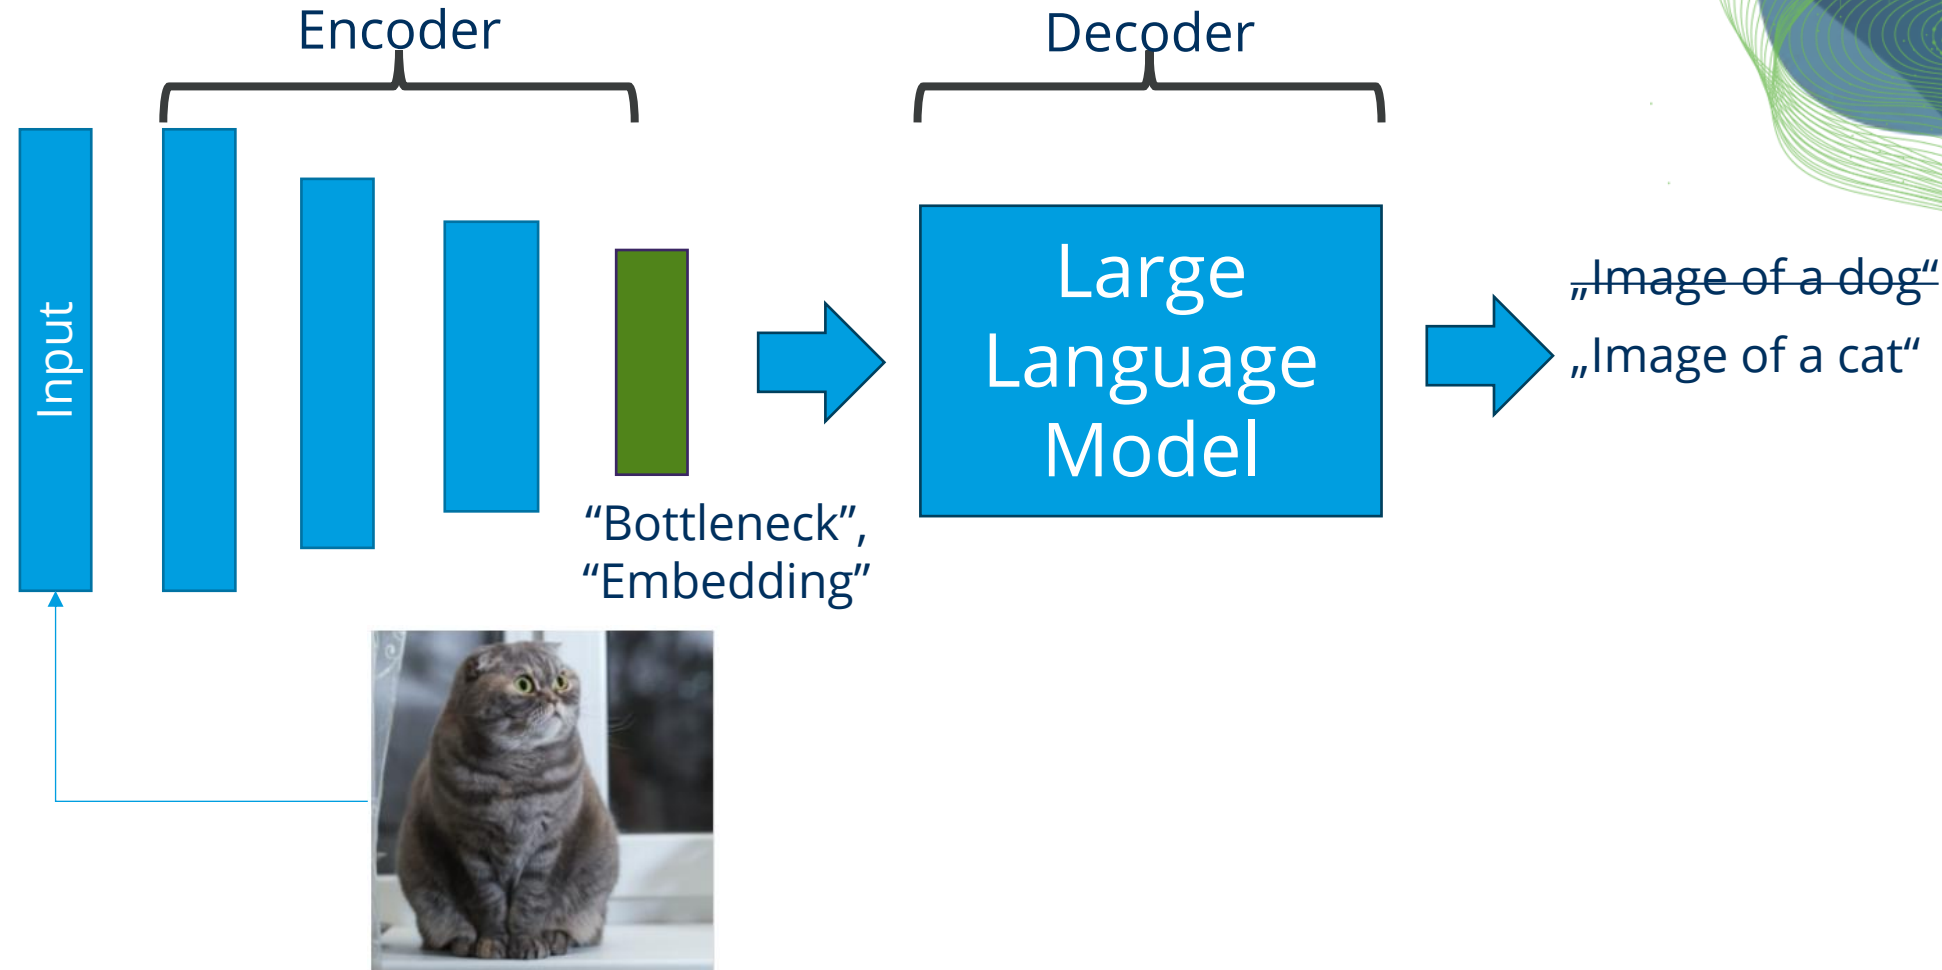 Encoder
Decoder
Input
Large
Language
Model
„Image of a dog“
„Image of a cat“
“Bottleneck”,
“Embedding”